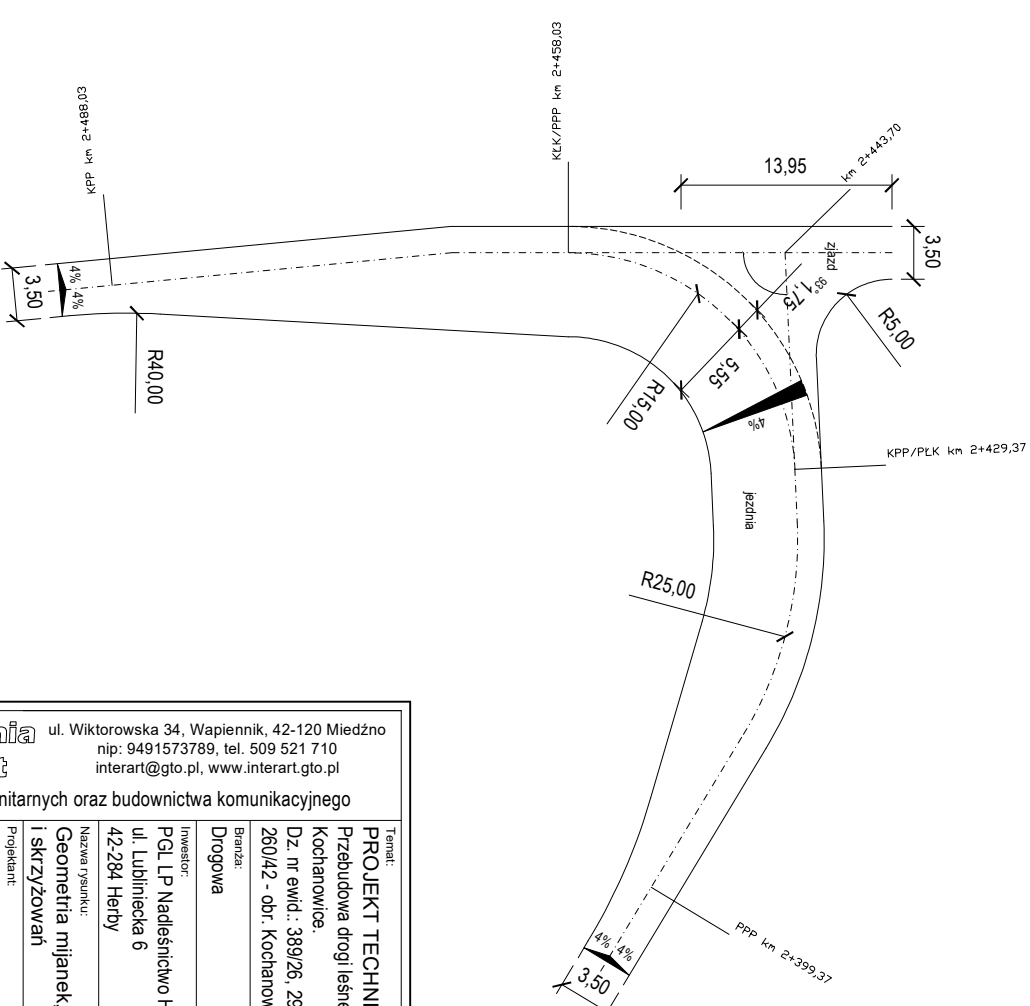 KPP km 2+488,03
KŁK/PPP km 2+458,03
13,95
km 2+443,70
3,50
zjazd
93°
1,75
R5,00
4% 4%
3,50
R40,00
R15,00
5,55
4%
KPP/PŁK km 2+429,37
jezdnia
R25,00
PPP km 2+399,37
4% 4%
3,50
ul. Wiktorowska 34, Wapiennik, 42-120 Miedźno
nip: 9491573789, tel. 509 521 710
interart@gto.pl, www.interart.gto.pl
nitarnych oraz budownictwa komunikacyjnego
Temat:
PROJEKT TECHNI
Przebudowa drogi leśne
Kochanowice.
Dz. nr ewid.: 389/26, 29
260/42 - obr. Kochanow
Branża:
Drogowa
Inwestor:
PGL LP Nadleśnictwo H
ul. Lubliniecka 6
42-284 Herby
Nazwa rysunku:
Geometria mijanek,
i skrzyżowań
Projektant: